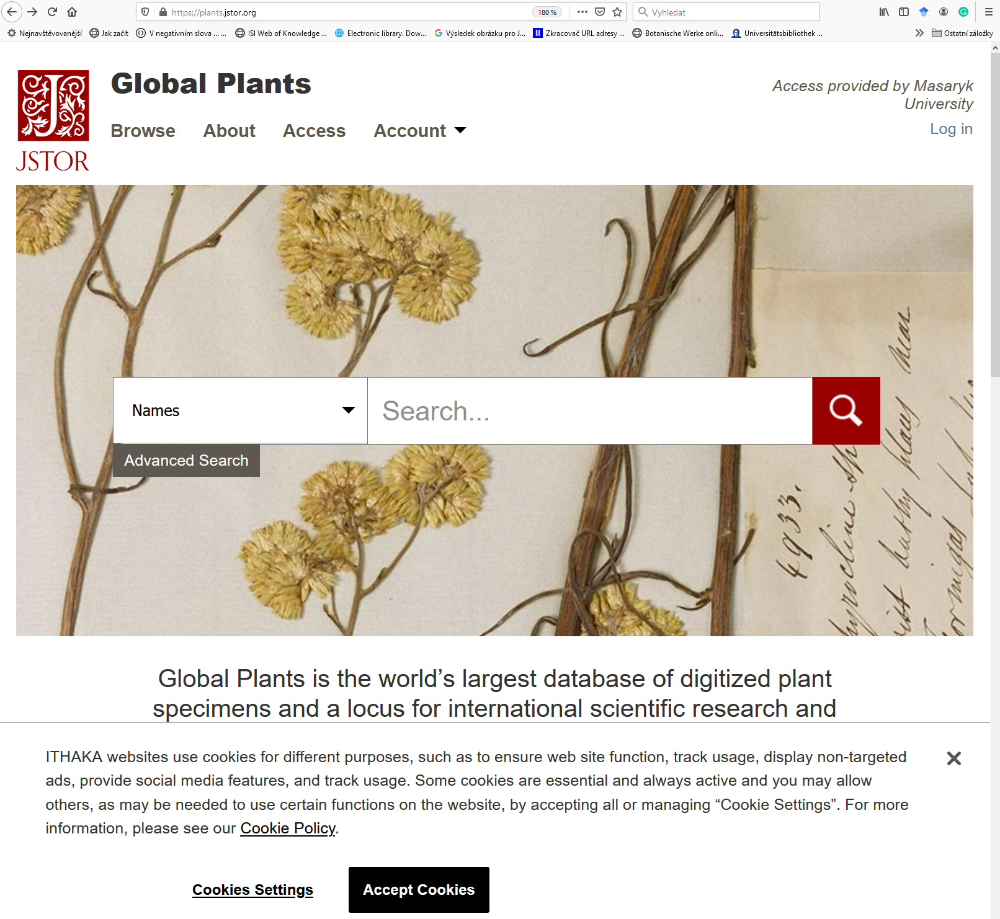 https://plants.jstor.org
180 %
Vyhledat
Nejnavštěvovanější
Jak začít
V negativním slova ... ...
ISI Web of Knowledge ...
Electronic library. Dow...
Výsledek obrázku pro J...
Zkracovač URL adresy ...
Botanische Werke onli...
Universitätsbibliothek ...
Ostatní záložky
J
JSTOR
Global Plants
Browse About Access Account
Access provided by Masaryk
University
Log in
Names
Search...
Advanced Search
4933.
near
Global Plants is the world’s largest database of digitized plant
specimens and a locus for international scientific research and
ITHAKA websites use cookies for different purposes, such as to ensure web site function, track usage, display non-targeted
ads, provide social media features, and track usage. Some cookies are essential and always active and you may allow
others, as may be needed to use certain functions on the website, by accepting all or managing “Cookie Settings”. For more
information, please see our Cookie Policy.
Cookies Settings
Accept Cookies